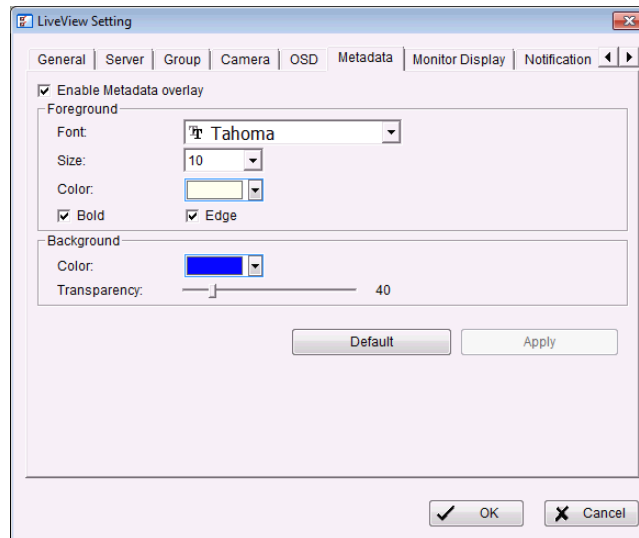 LiveView Setting
General Server Group Camera OSD Metadata Monitor Display Notification
Enable Metadata overlay
Foreground
Font: Tahoma
Size: 10
Color:
Bold Edge
Background
Color:
Transparency: 40
Default Apply
OK Cancel